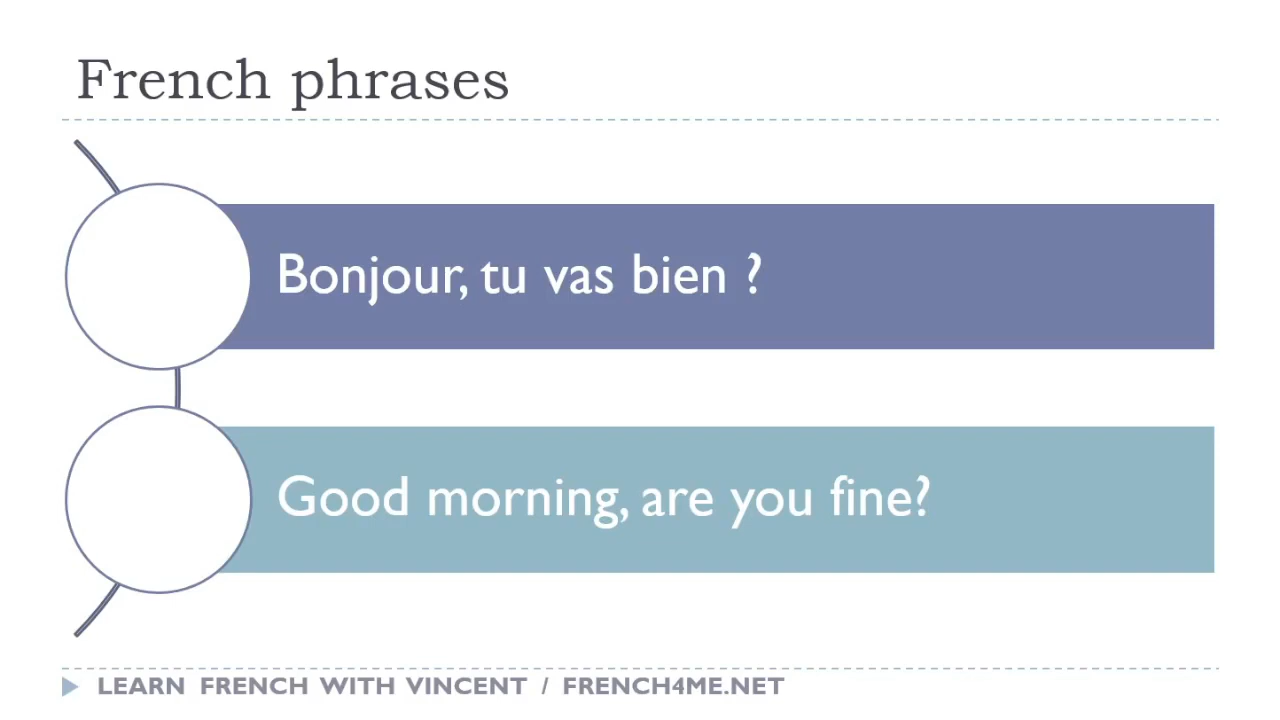 French phrases
Bonjour, tu vas bien ?
Good morning, are you fine?
LEARN FRENCH WITH VINCENT / FRENCH4ME.NET